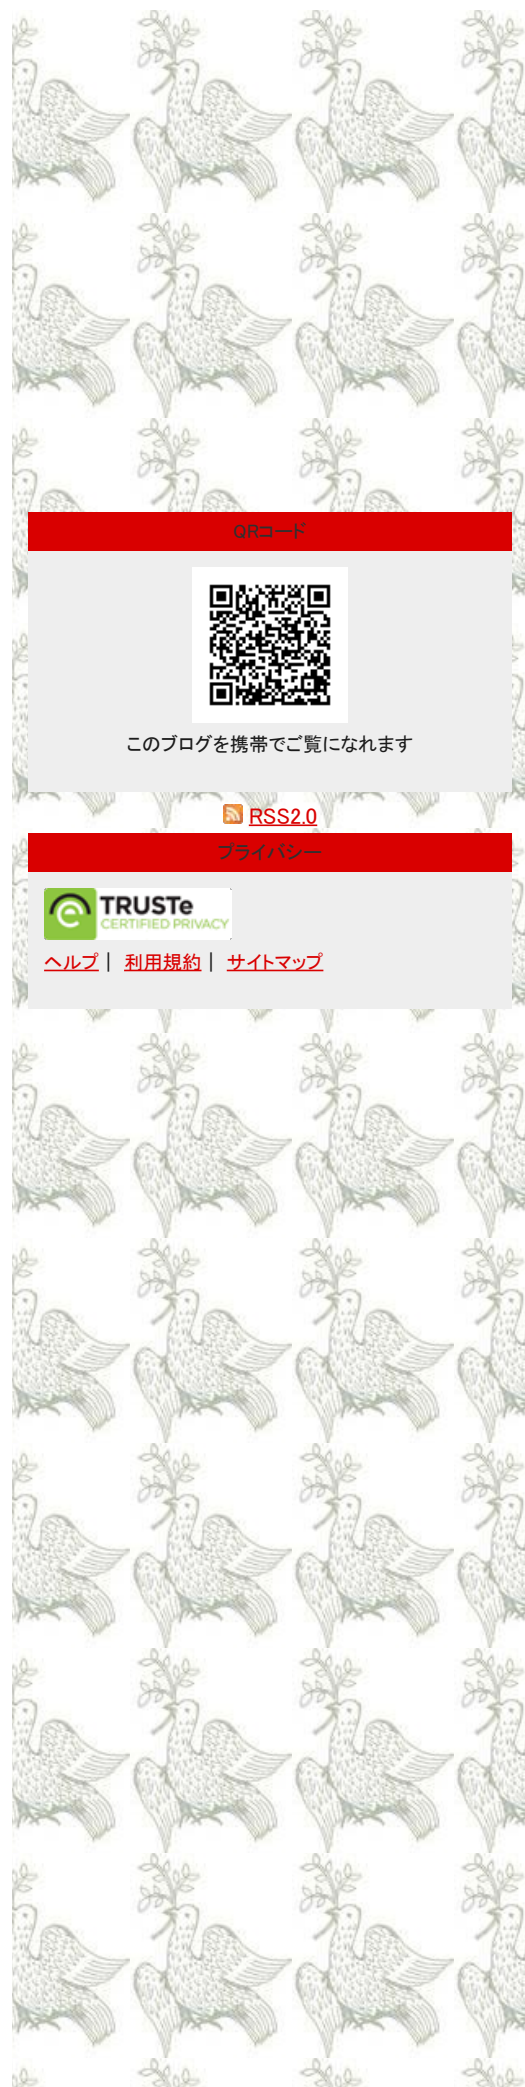 QRコード
このブログを携帯でご覧になれます
RSS2.0
プライバシー
TRUSTe
CERTIFIED PRIVACY
ヘルプ | 利用規約 | サイトマップ